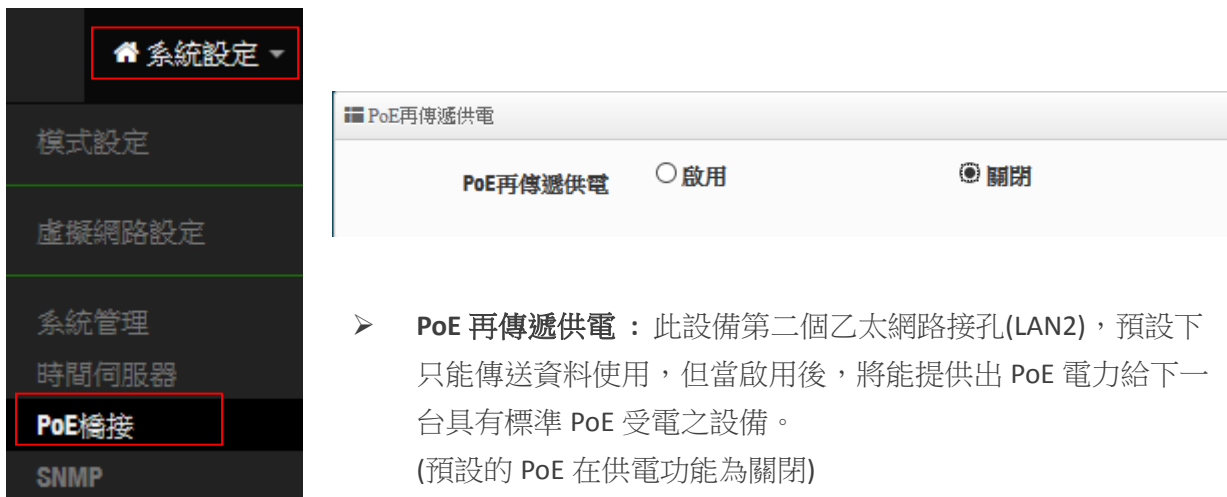 系統設定
模式設定
虛擬網路設定
系統管理
時間伺服器
PoE橋接
SNMP
PoE再傳遞供電
PoE再傳遞供電 啟用 關閉
➢ PoE 再傳遞供電 : 此設備第二個乙太網路接孔(LAN2),預設下
只能傳送資料使用,但當啟用後,將能提供出 PoE 電力給下一
台具有標準 PoE 受電之設備。
(預設的 PoE 在供電功能為關閉)